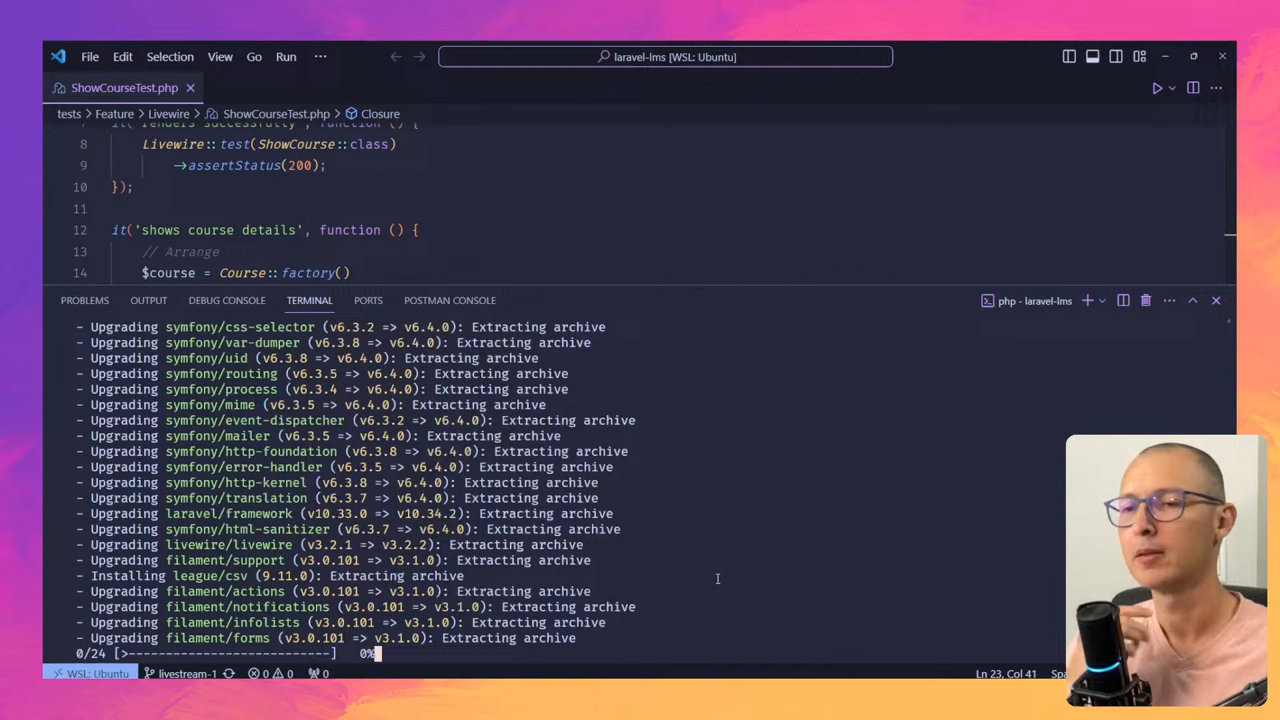 File Edit Selection View Go Run ···
laravel-lms [WSL: Ubuntu]
ShowCourseTest.php
tests > Feature > Livewire > ShowCourseTest.php > Closure
7 it('renders successfully', function () {
8 Livewire::test(ShowCourse::class)
9 →assertStatus(200);
10 });
11
12 it('shows course details', function () {
13 // Arrange
14 $course = Course::factory()
PROBLEMS OUTPUT DEBUG CONSOLE TERMINAL PORTS POSTMAN CONSOLE php - laravel-lms
- Upgrading symfony/css-selector (v6.3.2 => v6.4.0): Extracting archive
- Upgrading symfony/var-dumper (v6.3.8 => v6.4.0): Extracting archive
- Upgrading symfony/uid (v6.3.8 => v6.4.0): Extracting archive
- Upgrading symfony/routing (v6.3.5 => v6.4.0): Extracting archive
- Upgrading symfony/process (v6.3.4 => v6.4.0): Extracting archive
- Upgrading symfony/mime (v6.3.5 => v6.4.0): Extracting archive
- Upgrading symfony/event-dispatcher (v6.3.2 => v6.4.0): Extracting archive
- Upgrading symfony/mailer (v6.3.5 => v6.4.0): Extracting archive
- Upgrading symfony/http-foundation (v6.3.8 => v6.4.0): Extracting archive
- Upgrading symfony/error-handler (v6.3.5 => v6.4.0): Extracting archive
- Upgrading symfony/http-kernel (v6.3.8 => v6.4.0): Extracting archive
- Upgrading symfony/translation (v6.3.7 => v6.4.0): Extracting archive
- Upgrading laravel/framework (v10.33.0 => v10.34.2): Extracting archive
- Upgrading symfony/html-sanitizer (v6.3.7 => v6.4.0): Extracting archive
- Upgrading livewire/livewire (v3.2.1 => v3.2.2): Extracting archive
- Upgrading filament/support (v3.0.101 => v3.1.0): Extracting archive
- Installing league/csv (9.11.0): Extracting archive
- Upgrading filament/actions (v3.0.101 => v3.1.0): Extracting archive
- Upgrading filament/notifications (v3.0.101 => v3.1.0): Extracting archive
- Upgrading filament/infolists (v3.0.101 => v3.1.0): Extracting archive
- Upgrading filament/forms (v3.0.101 => v3.1.0): Extracting archive
0/24 [>---------------------------] 0%
WSL: Ubuntu livestream-1 0 0 0 Ln 23, Col 41